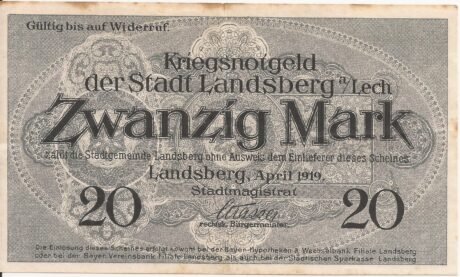 Gültig bis auf Widerruf.
Kriegsnotgeld
der Stadt Landsberg a/Lech
Zwanzig Mark
zahlt die Stadtgemeinde Landsberg ohne Ausweis dem Einlieferer dieses Scheines
Landsberg, April 1919.
Stadtmagistrat
20 20
rechtsk. Bürgermeister.
Die Einlösung dieses Scheines erfolgt sowohl bei der Bayer. Hypotheken & Wechselbank Filiale Landsberg
oder bei der Bayer. Vereinsbank Filiale Landsberg als auch bei der Städtischen Sparkasse Landsberg